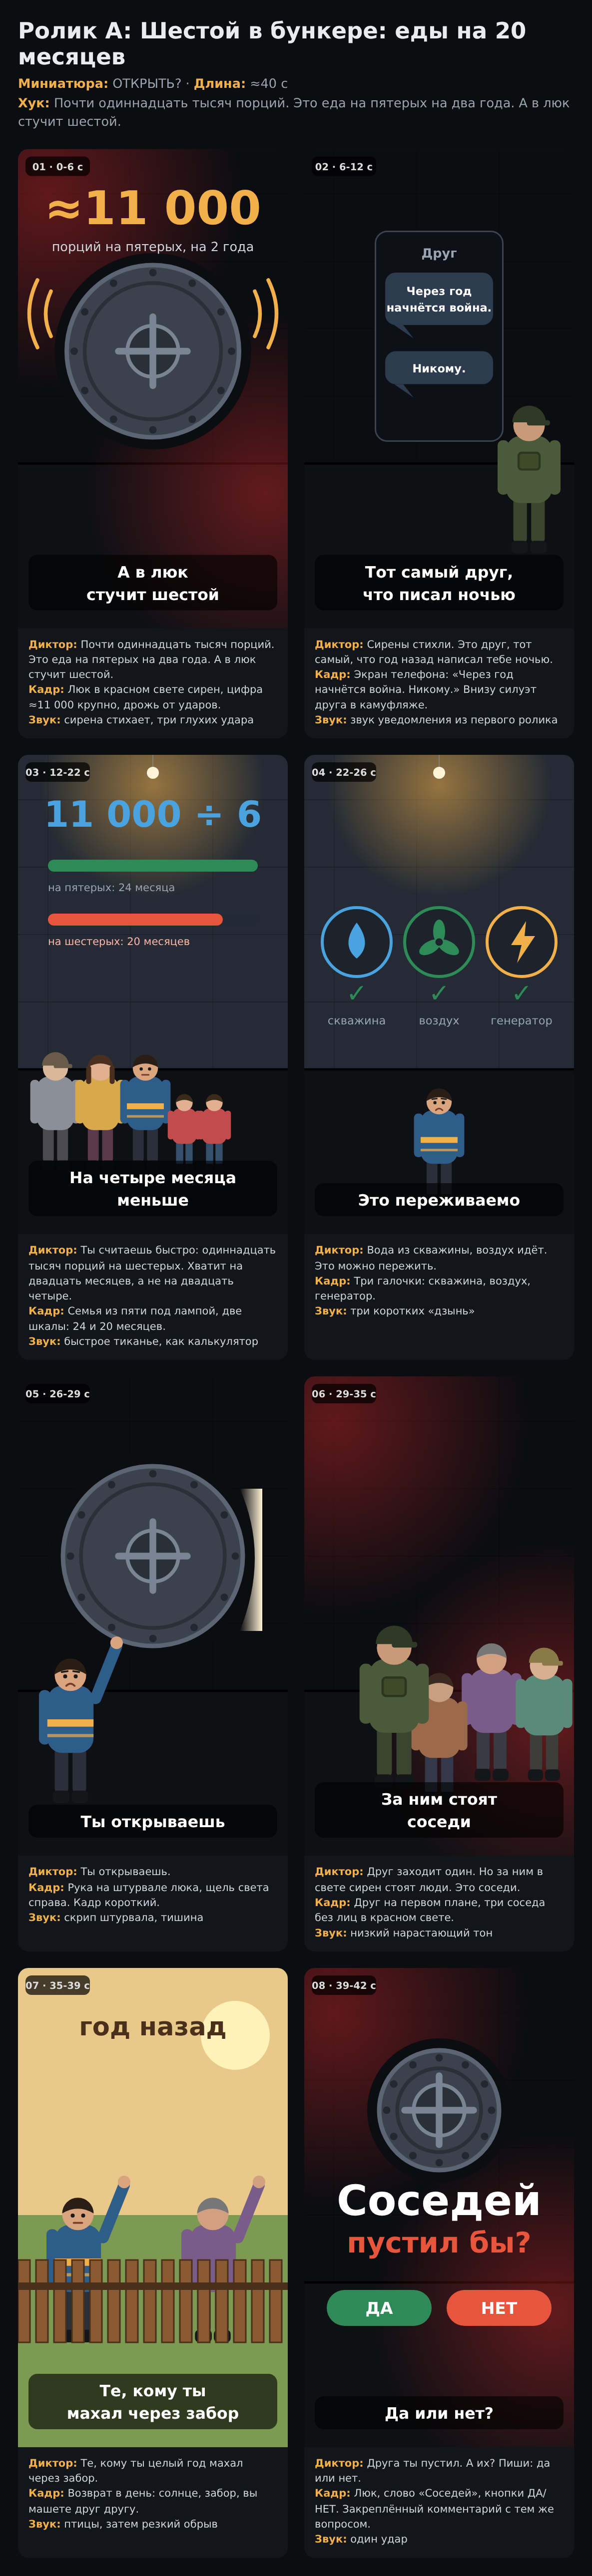 Ролик А: Шестой в бункере: еды на 20
месяцев
Миниатюра: ОТКРЫТЬ? · Длина: ≈40 с
Хук: Почти одиннадцать тысяч порций. Это еда на пятерых на два года. А в люк
стучит шестой.
01 · 0-6 с
≈11 000
порций на пятерых, на 2 года
А в люк
стучит шестой
Диктор: Почти одиннадцать тысяч порций.
Это еда на пятерых на два года. А в люк
стучит шестой.
Кадр: Люк в красном свете сирен, цифра
≈11 000 крупно, дрожь от ударов.
Звук: сирена стихает, три глухих удара
02 · 6-12 с
Друг
Через год
начнётся война.
Никому.
Тот самый друг,
что писал ночью
Диктор: Сирены стихли. Это друг, тот
самый, что год назад написал тебе ночью.
Кадр: Экран телефона: «Через год
начнётся война. Никому.» Внизу силуэт
друга в камуфляже.
Звук: звук уведомления из первого ролика
03 · 12-22 с
11 000 ÷ 6
на пятерых: 24 месяца
на шестерых: 20 месяцев
На четыре месяца
меньше
Диктор: Ты считаешь быстро: одиннадцать
тысяч порций на шестерых. Хватит на
двадцать месяцев, а не на двадцать
четыре.
Кадр: Семья из пяти под лампой, две
шкалы: 24 и 20 месяцев.
Звук: быстрое тиканье, как калькулятор
04 · 22-26 с
✓ ✓ ✓
скважина воздух генератор
Это переживаемо
Диктор: Вода из скважины, воздух идёт.
Это можно пережить.
Кадр: Три галочки: скважина, воздух,
генератор.
Звук: три коротких «дзынь»
05 · 26-29 с
Ты открываешь
Диктор: Ты открываешь.
Кадр: Рука на штурвале люка, щель света
справа. Кадр короткий.
Звук: скрип штурвала, тишина
06 · 29-35 с
За ним стоят
соседи
Диктор: Друг заходит один. Но за ним в
свете сирен стоят люди. Это соседи.
Кадр: Друг на первом плане, три соседа
без лиц в красном свете.
Звук: низкий нарастающий тон
07 · 35-39 с
год назад
Те, кому ты
махал через забор
Диктор: Те, кому ты целый год махал
через забор.
Кадр: Возврат в день: солнце, забор, вы
машете друг другу.
Звук: птицы, затем резкий обрыв
08 · 39-42 с
Соседей
пустил бы?
ДА НЕТ
Да или нет?
Диктор: Друга ты пустил. А их? Пиши: да
или нет.
Кадр: Люк, слово «Соседей», кнопки ДА/
НЕТ. Закреплённый комментарий с тем же
вопросом.
Звук: один удар